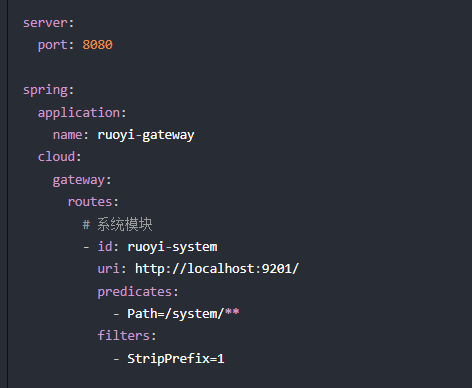 server:
  port: 8080

spring:
  application:
    name: ruoyi-gateway
  cloud:
    gateway:
      routes:
        # 系统模块
        - id: ruoyi-system
          uri: http://localhost:9201/
          predicates:
            - Path=/system/**
          filters:
            - StripPrefix=1